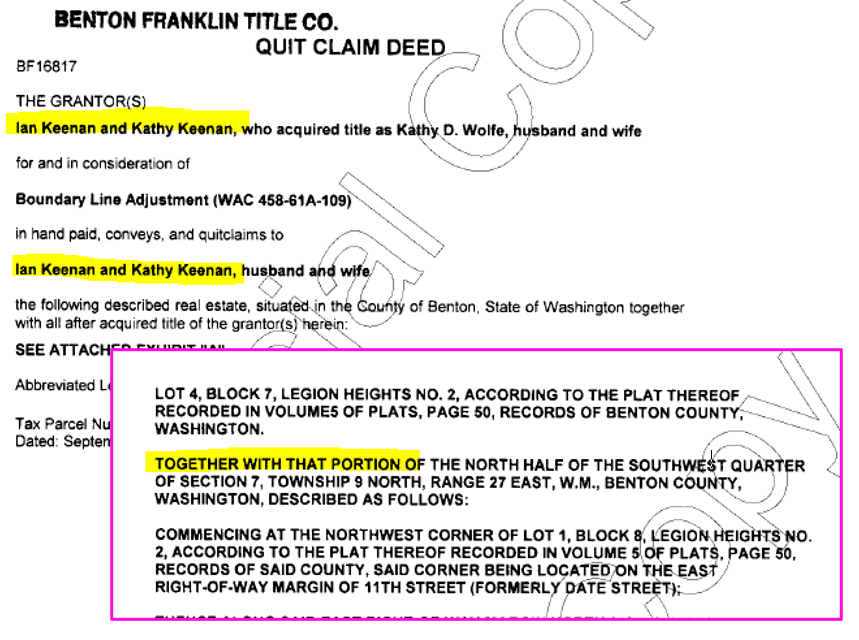 BENTON FRANKLIN TITLE CO.
QUIT CLAIM DEED
BF16817
THE GRANTOR(S)
Ian Keenan and Kathy Keenan, who acquired title as Kathy D. Wolfe, husband and wife
for and in consideration of
Boundary Line Adjustment (WAC 458-61A-109)
in hand paid, conveys, and quitclaims to
Ian Keenan and Kathy Keenan, husband and wife
the following described real estate, situated in the County of Benton, State of Washington together
with all after acquired title of the grantor(s) herein:
SEE ATTACHED EXHIBIT "A"
Abbreviated
Tax Parcel
Dated:
LOT 4, BLOCK 7, LEGION HEIGHTS NO. 2, ACCORDING TO THE PLAT THEREOF
RECORDED IN VOLUME5 OF PLATS, PAGE 50, RECORDS OF BENTON COUNTY,
WASHINGTON.
TOGETHER WITH THAT PORTION OF THE NORTH HALF OF THE SOUTHWEST QUARTER
OF SECTION 7, TOWNSHIP 9 NORTH, RANGE 27 EAST, W.M., BENTON COUNTY,
WASHINGTON, DESCRIBED AS FOLLOWS:
COMMENCING AT THE NORTHWEST CORNER OF LOT 1, BLOCK 8, LEGION HEIGHTS NO.
2, ACCORDING TO THE PLAT THEREOF RECORDED IN VOLUME 5 OF PLATS, PAGE 50,
RECORDS OF SAID COUNTY, SAID CORNER BEING LOCATED ON THE EAST
RIGHT-OF-WAY MARGIN OF 11TH STREET (FORMERLY DATE STREET);